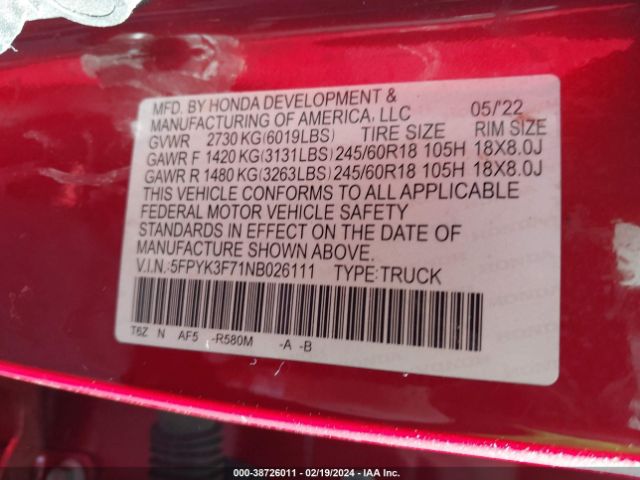 MFD. BY HONDA DEVELOPMENT &
MANUFACTURING OF AMERICA, LLC 05/'22
GVWR 2730 KG(6019LBS) TIRE SIZE RIM SIZE
GAWR F 1420 KG(3131LBS) 245/60R18 105H 18X8.0J
GAWR R 1480 KG(3263LBS) 245/60R18 105H 18X8.0J
THIS VEHICLE CONFORMS TO ALL APPLICABLE
FEDERAL MOTOR VEHICLE SAFETY
STANDARDS IN EFFECT ON THE DATE OF
MANUFACTURE SHOWN ABOVE.
V.I.N.:5FPYK3F71NB026111 TYPE:TRUCK
T6Z N AF5 -R580M -A -B
000-38726011 - 02/19/2024 - IAA Inc.